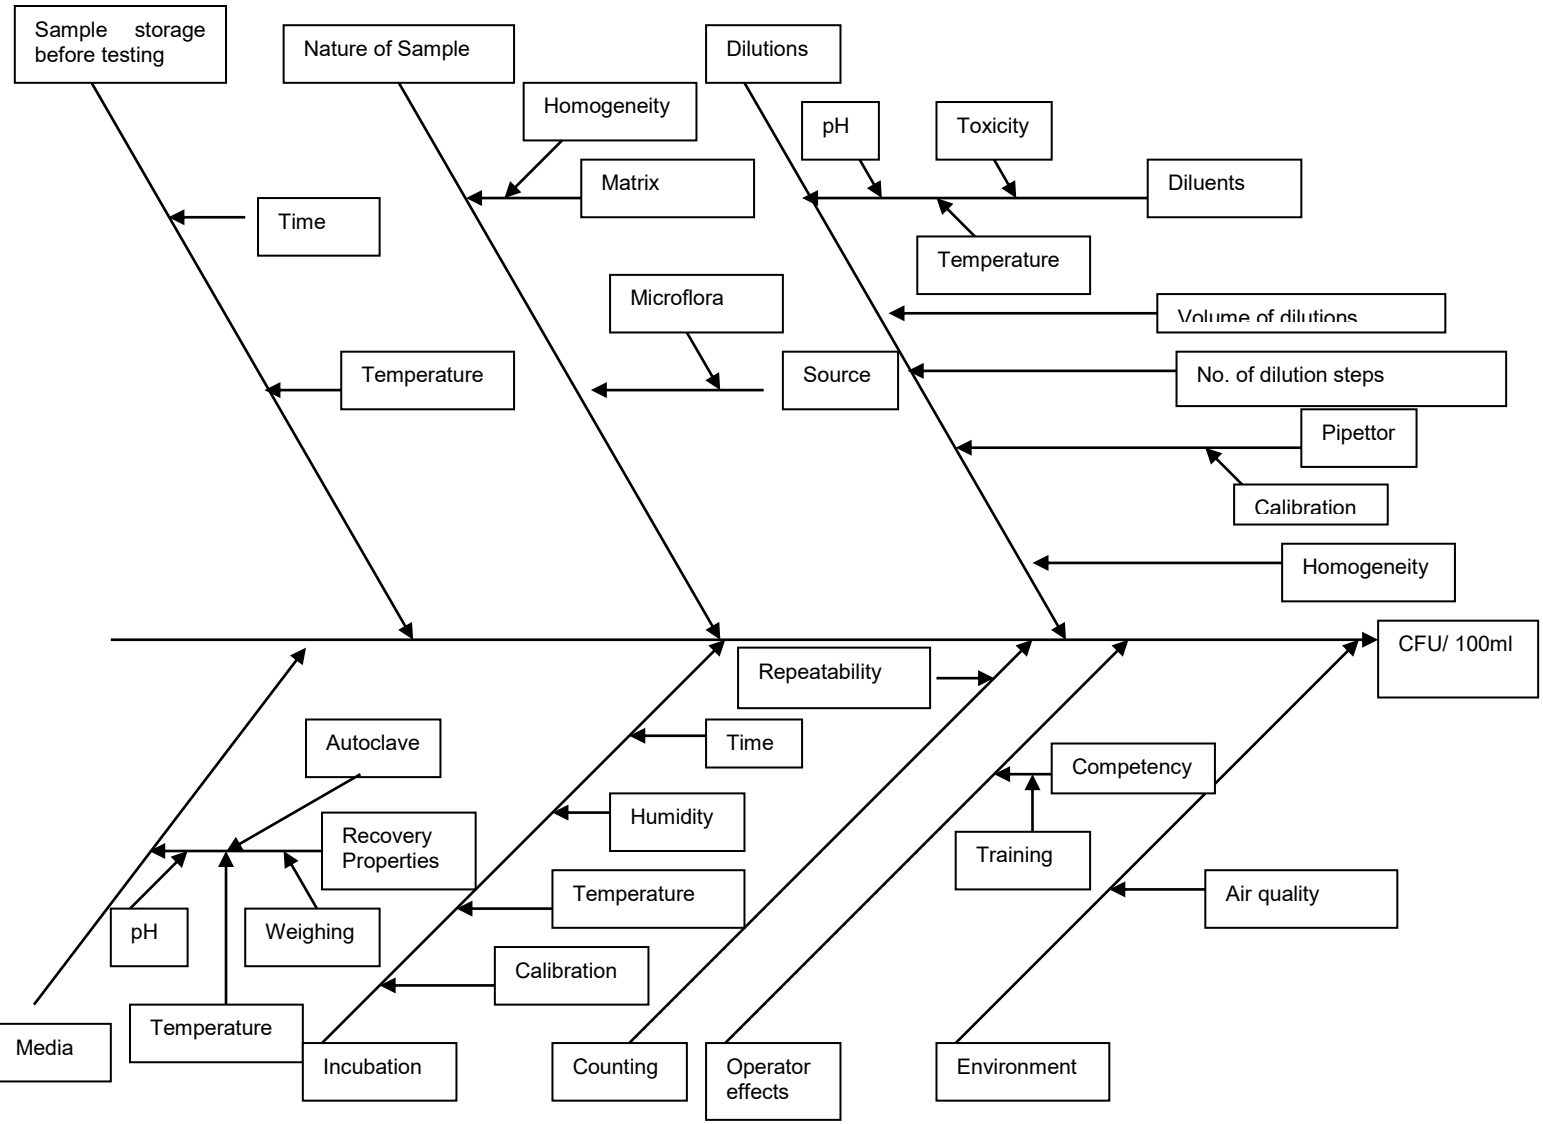 Sample storage
before testing
Nature of Sample
Dilutions
Homogeneity
pH
Toxicity
Matrix
Diluents
Time
Temperature
Microflora
Volume of dilutions
Temperature
Source
No. of dilution steps
Pipettor
Calibration
Homogeneity
CFU/ 100ml
Repeatability
Autoclave
Time
Competency
Humidity
Recovery
Properties
Training
Temperature
Air quality
pH
Weighing
Calibration
Temperature
Media
Incubation
Counting
Operator
effects
Environment